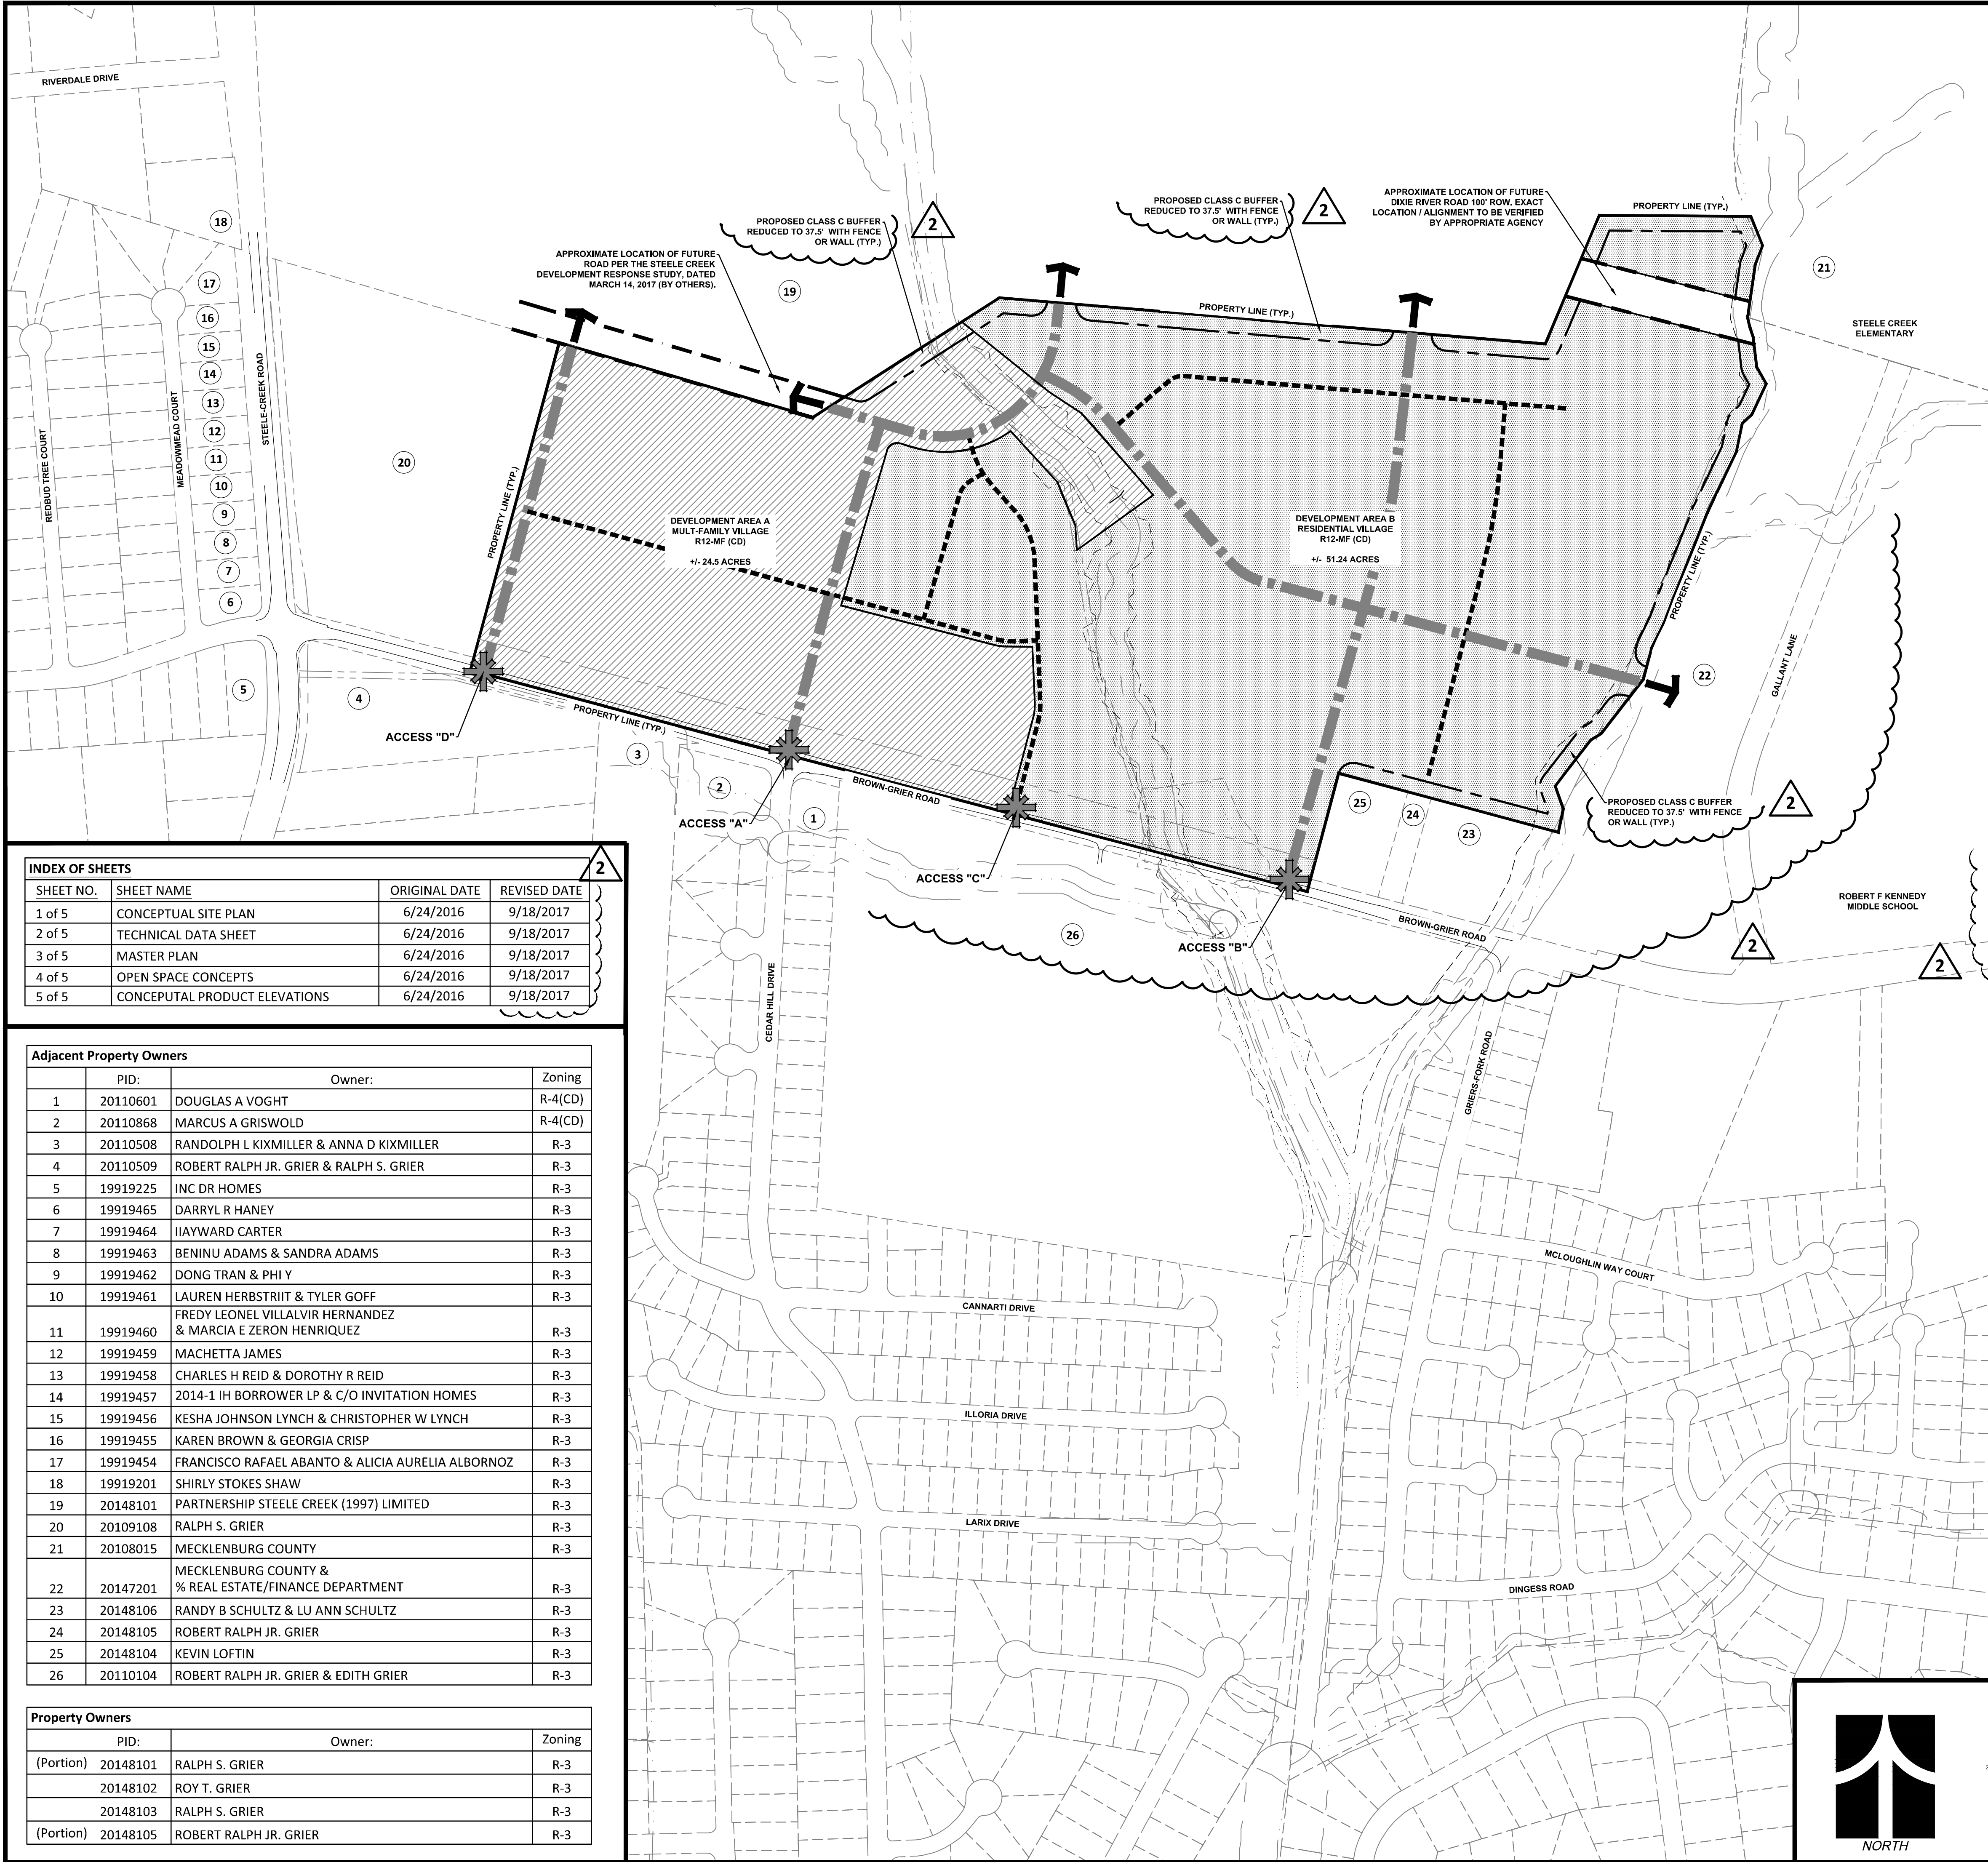 RIVERDALE DRIVE
18
17
16
15
14
13
12
11
10
9
8
7
6
5
4
REDBUD TREE COURT
MEADOWMEAD COURT
STEELE-CREEK ROAD
20
19
APPROXIMATE LOCATION OF FUTURE
ROAD PER THE STEELE CREEK
DEVELOPMENT RESPONSE STUDY, DATED
MARCH 14, 2017 (BY OTHERS).
PROPOSED CLASS C BUFFER
REDUCED TO 37.5' WITH FENCE
OR WALL (TYP.)
2
PROPOSED CLASS C BUFFER
REDUCED TO 37.5' WITH FENCE
OR WALL (TYP.)
2
APPROXIMATE LOCATION OF FUTURE
DIXIE RIVER ROAD 100' ROW, EXACT
LOCATION / ALIGNMENT TO BE VERIFIED
BY APPROPRIATE AGENCY
PROPERTY LINE (TYP.)
21
STEELE CREEK
ELEMENTARY
PROPERTY LINE (TYP.)
PROPERTY LINE (TYP.)
DEVELOPMENT AREA A
MULT-FAMILY VILLAGE
R12-MF (CD)
+/- 24.5 ACRES
DEVELOPMENT AREA B
RESIDENTIAL VILLAGE
R12-MF (CD)
+/- 51.24 ACRES
PROPERTY LINE (TYP.)
GALLANT LANE
22
ACCESS "D"
PROPERTY LINE (TYP.)
3
2
1
ACCESS "A"
BROWN-GRIER ROAD
ACCESS "C"
25
24
23
PROPOSED CLASS C BUFFER
REDUCED TO 37.5' WITH FENCE
OR WALL (TYP.)
2
26
ACCESS "B"
BROWN-GRIER ROAD
ROBERT F KENNEDY
MIDDLE SCHOOL
2
2
CEDAR HILL DRIVE
GRIERS-FORK ROAD
MCLOUGHLIN WAY COURT
CANNARTI DRIVE
ILLORIA DRIVE
LARIX DRIVE
DINGESS ROAD
INDEX OF SHEETS
2
SHEET NO. SHEET NAME ORIGINAL DATE REVISED DATE
1 of 5 CONCEPTUAL SITE PLAN 6/24/2016 9/18/2017
2 of 5 TECHNICAL DATA SHEET 6/24/2016 9/18/2017
3 of 5 MASTER PLAN 6/24/2016 9/18/2017
4 of 5 OPEN SPACE CONCEPTS 6/24/2016 9/18/2017
5 of 5 CONCEPUTAL PRODUCT ELEVATIONS 6/24/2016 9/18/2017
Adjacent Property Owners
PID: Owner: Zoning
1 20110601 DOUGLAS A VOGHT R-4(CD)
2 20110868 MARCUS A GRISWOLD R-4(CD)
3 20110508 RANDOLPH L KIXMILLER & ANNA D KIXMILLER R-3
4 20110509 ROBERT RALPH JR. GRIER & RALPH S. GRIER R-3
5 19919225 INC DR HOMES R-3
6 19919465 DARRYL R HANEY R-3
7 19919464 IIAYWARD CARTER R-3
8 19919463 BENINU ADAMS & SANDRA ADAMS R-3
9 19919462 DONG TRAN & PHI Y R-3
10 19919461 LAUREN HERBSTRIIT & TYLER GOFF R-3
FREDY LEONEL VILLALVIR HERNANDEZ
11 19919460 & MARCIA E ZERON HENRIQUEZ R-3
12 19919459 MACHETTA JAMES R-3
13 19919458 CHARLES H REID & DOROTHY R REID R-3
14 19919457 2014-1 IH BORROWER LP & C/O INVITATION HOMES R-3
15 19919456 KESHA JOHNSON LYNCH & CHRISTOPHER W LYNCH R-3
16 19919455 KAREN BROWN & GEORGIA CRISP R-3
17 19919454 FRANCISCO RAFAEL ABANTO & ALICIA AURELIA ALBORNOZ R-3
18 19919201 SHIRLY STOKES SHAW R-3
19 20148101 PARTNERSHIP STEELE CREEK (1997) LIMITED R-3
20 20109108 RALPH S. GRIER R-3
21 20108015 MECKLENBURG COUNTY R-3
MECKLENBURG COUNTY &
22 20147201 % REAL ESTATE/FINANCE DEPARTMENT R-3
23 20148106 RANDY B SCHULTZ & LU ANN SCHULTZ R-3
24 20148105 ROBERT RALPH JR. GRIER R-3
25 20148104 KEVIN LOFTIN R-3
26 20110104 ROBERT RALPH JR. GRIER & EDITH GRIER R-3
Property Owners
PID: Owner: Zoning
(Portion) 20148101 RALPH S. GRIER R-3
20148102 ROY T. GRIER R-3
20148103 RALPH S. GRIER R-3
(Portion) 20148105 ROBERT RALPH JR. GRIER R-3
NORTH